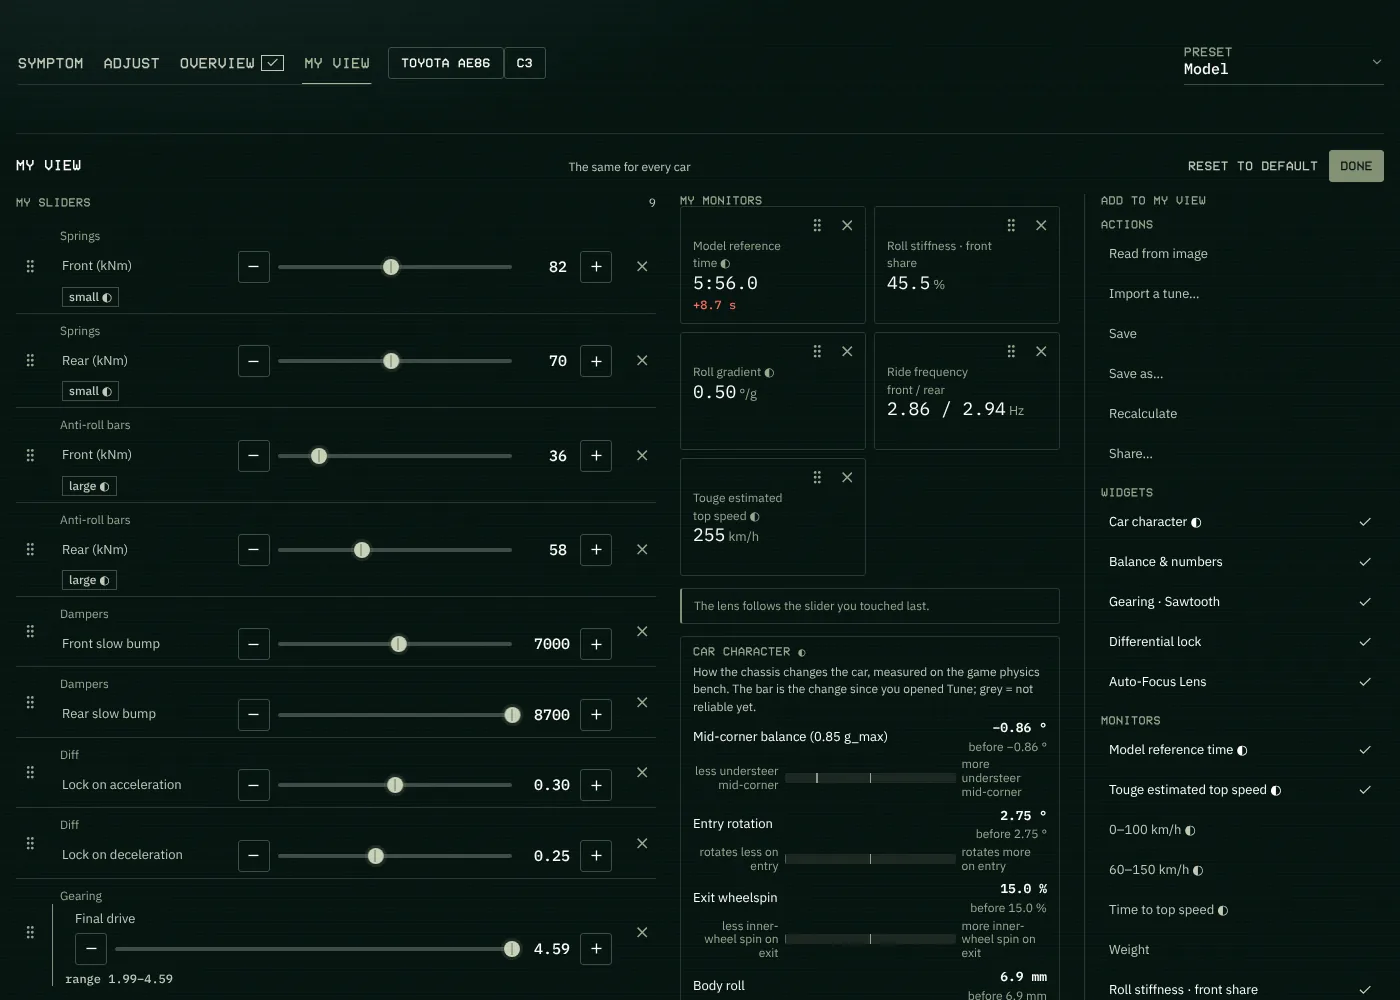 SYMPTOM
ADJUST
OVERVIEW
MY VIEW
TOYOTA AE86
C3
PRESET
Model
MY VIEW
The same for every car
RESET TO DEFAULT
DONE
MY SLIDERS
9
Springs
Front (kNm)
82
small
Springs
Rear (kNm)
70
small
Anti-roll bars
Front (kNm)
36
large
Anti-roll bars
Rear (kNm)
58
large
Dampers
Front slow bump
7000
Dampers
Rear slow bump
8700
Diff
Lock on acceleration
0.30
Diff
Lock on deceleration
0.25
Gearing
Final drive
4.59
range 1.99–4.59
MY MONITORS
Model reference
time
5:56.0
+8.7 s
Roll stiffness · front
share
45.5 %
Roll gradient
0.50 °/g
Ride frequency
front / rear
2.86 / 2.94 Hz
Touge estimated
top speed
255 km/h
The lens follows the slider you touched last.
CAR CHARACTER
How the chassis changes the car, measured on the game physics
bench. The bar is the change since you opened Tune; grey = not
reliable yet.
Mid-corner balance (0.85 g_max)
−0.86 °
before −0.86 °
less understeer
mid-corner
more
understeer
mid-corner
Entry rotation
2.75 °
before 2.75 °
rotates less on
entry
rotates more
on entry
Exit wheelspin
15.0 %
before 15.0 %
less inner-
wheel spin on
exit
more inner-
wheel spin on
exit
Body roll
6.9 mm
before 6.9 mm
ADD TO MY VIEW
ACTIONS
Read from image
Import a tune…
Save
Save as…
Recalculate
Share…
WIDGETS
Car character
Balance & numbers
Gearing · Sawtooth
Differential lock
Auto-Focus Lens
MONITORS
Model reference time
Touge estimated top speed
0–100 km/h
60–150 km/h
Time to top speed
Weight
Roll stiffness · front share